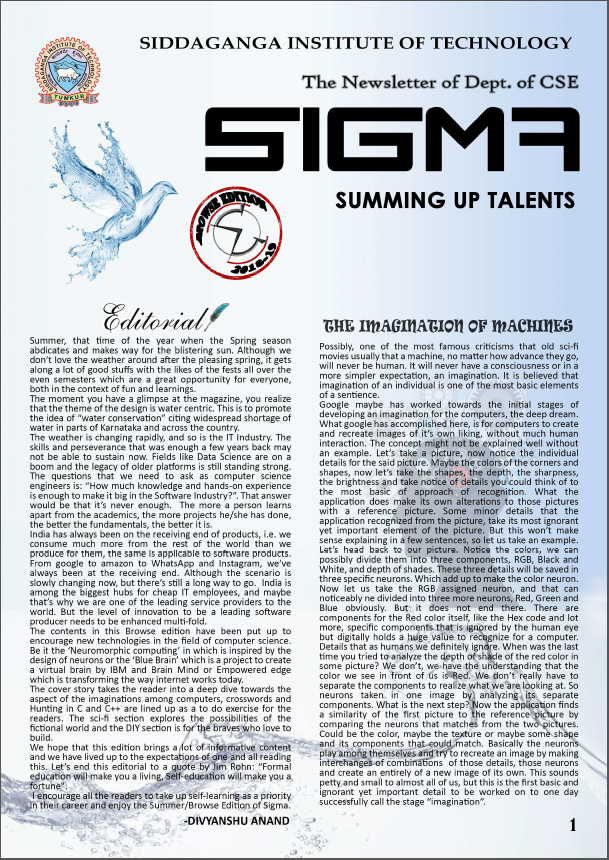 SIDDAGANGA INSTITUTE OF TECHNOLOGY
SIDDAGANGA INSTITUTE OF TECHNOLOGY
TUMKUR
The Newsletter of Dept. of CSE
SIGMA
SUMMING UP TALENTS
BROWSE EDITION
2018-19
Editorial
Summer, that time of the year when the Spring season
abdicates and makes way for the blistering sun. Although we
don't love the weather around after the pleasing spring, it gets
along a lot of good stuffs with the likes of the fests all over the
even semesters which are a great opportunity for everyone,
both in the context of fun and learnings.
The moment you have a glimpse at the magazine, you realize
that the theme of the design is water centric. This is to promote
the idea of "water conservation" citing widespread shortage of
water in parts of Karnataka and across the country.
The weather is changing rapidly, and so is the IT Industry. The
skills and perseverance that was enough a few years back may
not be able to sustain now. Fields like Data Science are on a
boom and the legacy of older platforms is still standing strong.
The questions that we need to ask as computer science
engineers is: "How much knowledge and hands-on experience
is enough to make it big in the Software Industry?". That answer
would be that it's never enough. The more a person learns
apart from the academics, the more projects he/she has done,
the better the fundamentals, the better it is.
India has always been on the receiving end of products, i.e. we
consume much more from the rest of the world than we
produce for them, the same is applicable to software products.
From google to amazon to WhatsApp and Instagram, we've
always been at the receiving end. Although the scenario is
slowly changing now, but there's still a long way to go. India is
among the biggest hubs for cheap IT employees, and maybe
that's why we are one of the leading service providers to the
world. But the level of innovation to be a leading software
producer needs to be enhanced multi-fold.
The contents in this Browse edition have been put up to
encourage new technologies in the field of computer science.
Be it the 'Neuromorphic computing' in which is inspired by the
design of neurons or the 'Blue Brain' which is a project to create
a virtual brain by IBM and Brain Mind or Empowered edge
which is transforming the way internet works today.
The cover story takes the reader into a deep dive towards the
aspect of the imaginations among computers, crosswords and
Hunting in C and C++ are lined up as a to do exercise for the
readers. The sci-fi section explores the possibilities of the
fictional world and the DIY section is for the braves who love to
build.
We hope that this edition brings a lot of informative content
and we have lived up to the expectations of one and all reading
this. Let's end this editorial to a quote by Jim Rohn: "Formal
education will make you a living, Self-education will make you a
fortune".
I encourage all the readers to take up self-learning as a priority
in their career and enjoy the Summer/Browse Edition of Sigma.
-DIVYANSHU ANAND
THE IMAGINATION OF MACHINES
Possibly, one of the most famous criticisms that old sci-fi
movies usually that a machine, no matter how advance they go,
will never be human. It will never have a consciousness or in a
more simpler expectation, an imagination. It is believed that
imagination of an individual is one of the most basic elements
of a sentience.
Google maybe has worked towards the initial stages of
developing an imagination for the computers, the deep dream.
What google has accomplished here, is for computers to create
and recreate images of it's own liking, without much human
interaction. The concept might not be explained well without
an example. Let's take a picture, now notice the individual
details for the said picture. Maybe the colors of the corners and
shapes, now let's take the shapes, the depth, the sharpness,
the brightness and take notice of details you could think of to
the most basic of approach of recognition. What the
application does make its own alterations to those pictures
with a reference picture. Some minor details that the
application recognized from the picture, take its most ignorant
yet important element of the picture. But this won't make
sense explaining in a few sentences, so let us take an example.
Let's head back to our picture. Notice the colors, we can
possibly divide them into three components, RGB, Black and
White, and depth of shades. These three details will be saved in
three specific neurons. Which add up to make the color neuron.
Now let us take the RGB assigned neuron, and that can
noticeably ne divided into three more neurons, Red, Green and
Blue obviously. But it does not end there. There are
components for the Red color itself, like the Hex code and lot
more, specific components that is ignored by the human eye
but digitally holds a huge part to recognize for a computer.
Details that as humans we definitely ignore. When was the last
time you tried to analyze the depth of shade of the red color in
some picture? We don't, we have the understanding that the
color we see in front of us is Red. We don't really have to
separate the components to realize what we are looking at. So
neurons taken in one image by analyzing its separate
components. What is the next step? Now the application finds
a similarity of the first picture to the reference picture by
comparing the neurons that matches from the two pictures.
Could be the color, maybe the texture or maybe some shape
and its components that could match. Basically the neurons
play among themselves and try to recreate an image by making
interchanges of combinations of those details, those neurons
and create an entirely of a new image of its own. This sounds
petty and small to almost all of us, but this is the first basic and
ignorant yet important detail to be worked on to one day
successfully call the stage "imagination".
1